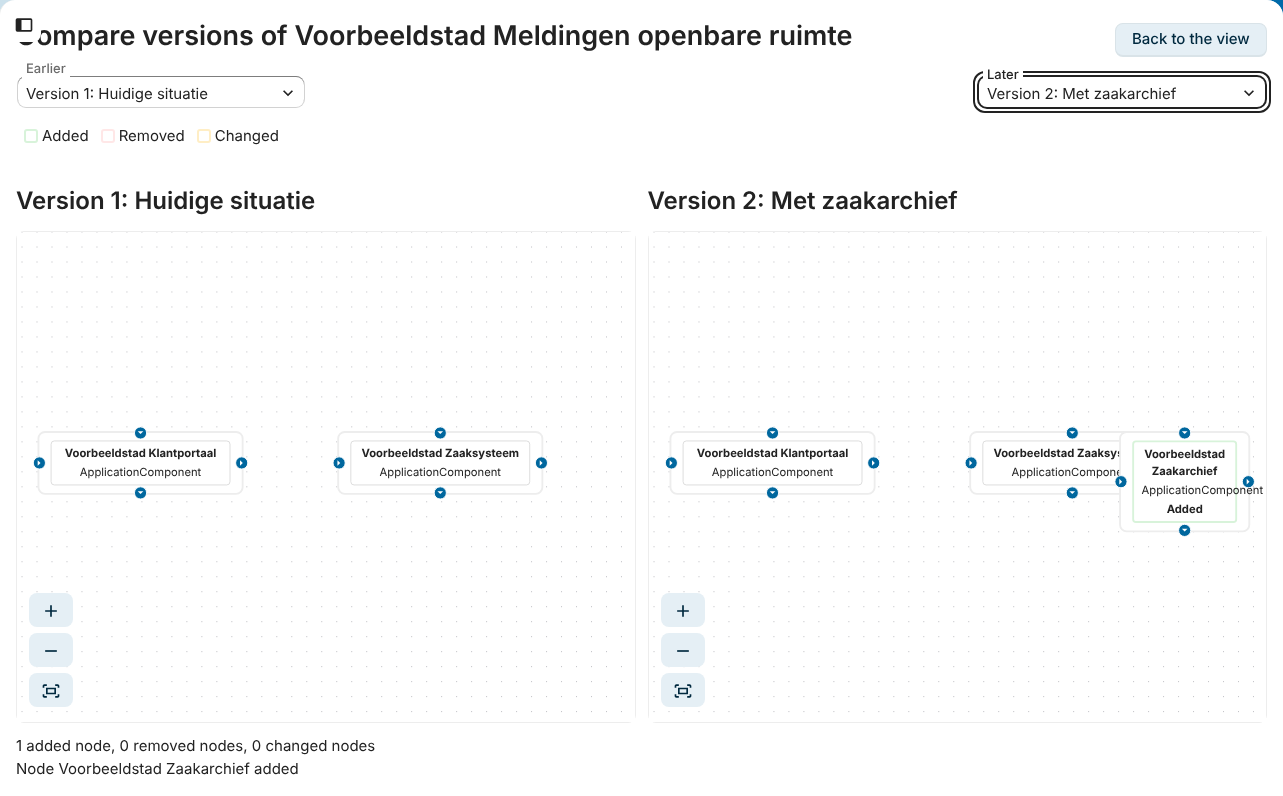 ompare versions of Voorbeeldstad Meldingen openbare ruimte
Back to the view
Earlier
Version 1: Huidige situatie
Later
Version 2: Met zaakarchief
Added
Removed
Changed
Version 1: Huidige situatie
Version 2: Met zaakarchief
Voorbeeldstad Klantportaal
ApplicationComponent
Voorbeeldstad Zaaksysteem
ApplicationComponent
Voorbeeldstad Klantportaal
ApplicationComponent
Voorbeeldstad Zaaksys
ApplicationCompone
Voorbeeldstad
Zaakarchief
ApplicationComponent
Added
1 added node, 0 removed nodes, 0 changed nodes
Node Voorbeeldstad Zaakarchief added